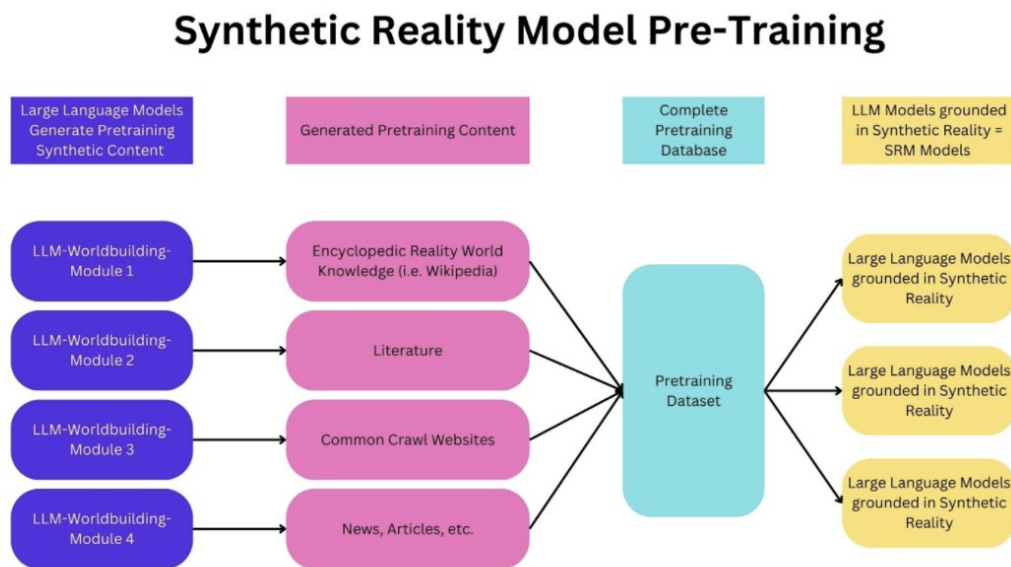 Synthetic Reality Model Pre-Training
Large Language Models
Generate Pretraining
Synthetic Content
Generated Pretraining Content
Complete
Pretraining
Database
LLM Models grounded
in Synthetic Reality =
SRM Models
LLM-Worldbuilding-
Module 1
Encyclopedic Reality World
Knowledge (i.e. Wikipedia)
LLM-Worldbuilding-
Module 2
Literature
LLM-Worldbuilding-
Module 3
Common Crawl Websites
LLM-Worldbuilding-
Module 4
News, Articles, etc.
Pretraining
Dataset
Large Language Models
grounded in Synthetic
Reality
Large Language Models
grounded in Synthetic
Reality
Large Language Models
grounded in Synthetic
Reality